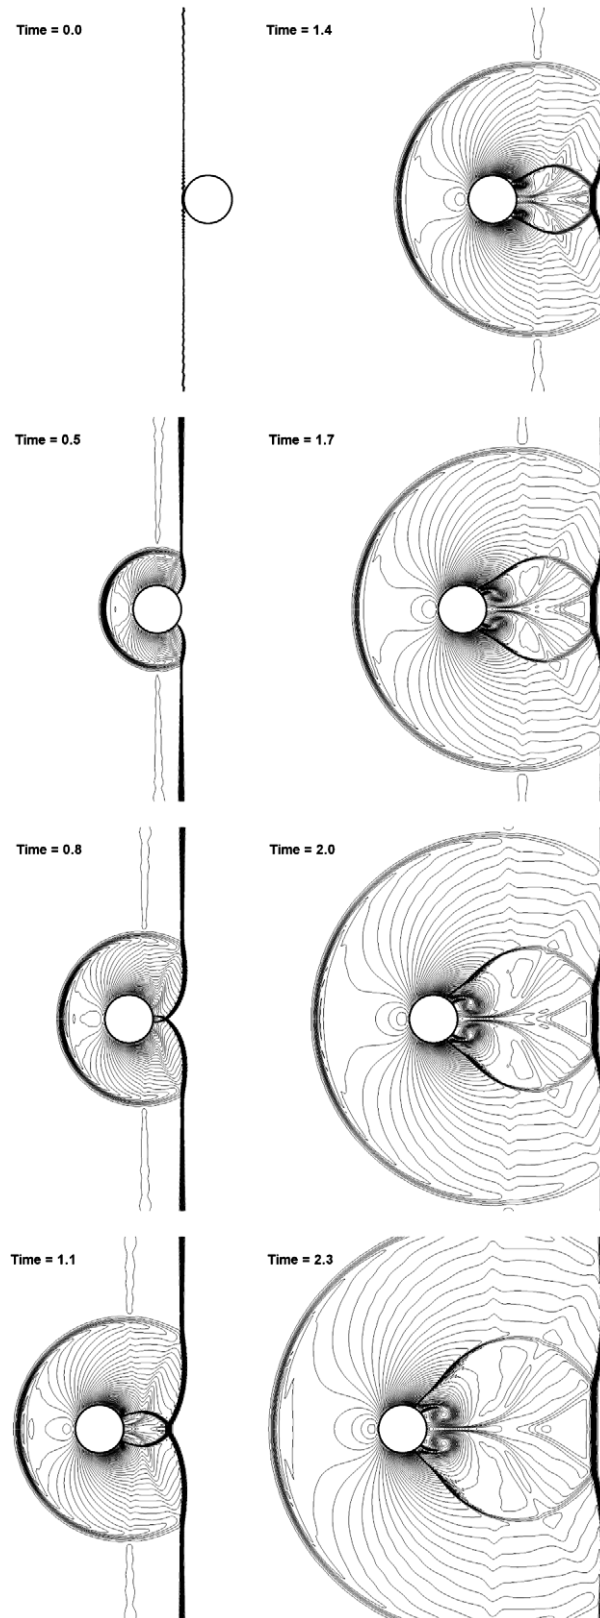 Time = 0.0
Time = 1.4
Time = 0.5
Time = 1.7
Time = 0.8
Time = 2.0
Time = 1.1
Time = 2.3